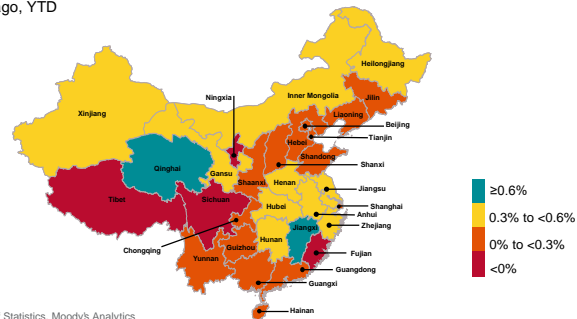 ago, YTD
Heilongjiang
Jilin
Inner Mongolia
Liaoning
Ningxia
Xinjiang
Beijing
Tianjin
Hebei
Shandong
Shanxi
Qinghai
Gansu
Shaanxi
Henan
Jiangsu
Tibet
Sichuan
Hubei
Shanghai
Anhui
Zhejiang
Jiangxi
Chongqing
Hunan
Guizhou
Fujian
Yunnan
Guangdong
Guangxi
Hainan
≥0.6%
0.3% to <0.6%
0% to <0.3%
<0%
Statistics, Moody's Analytics